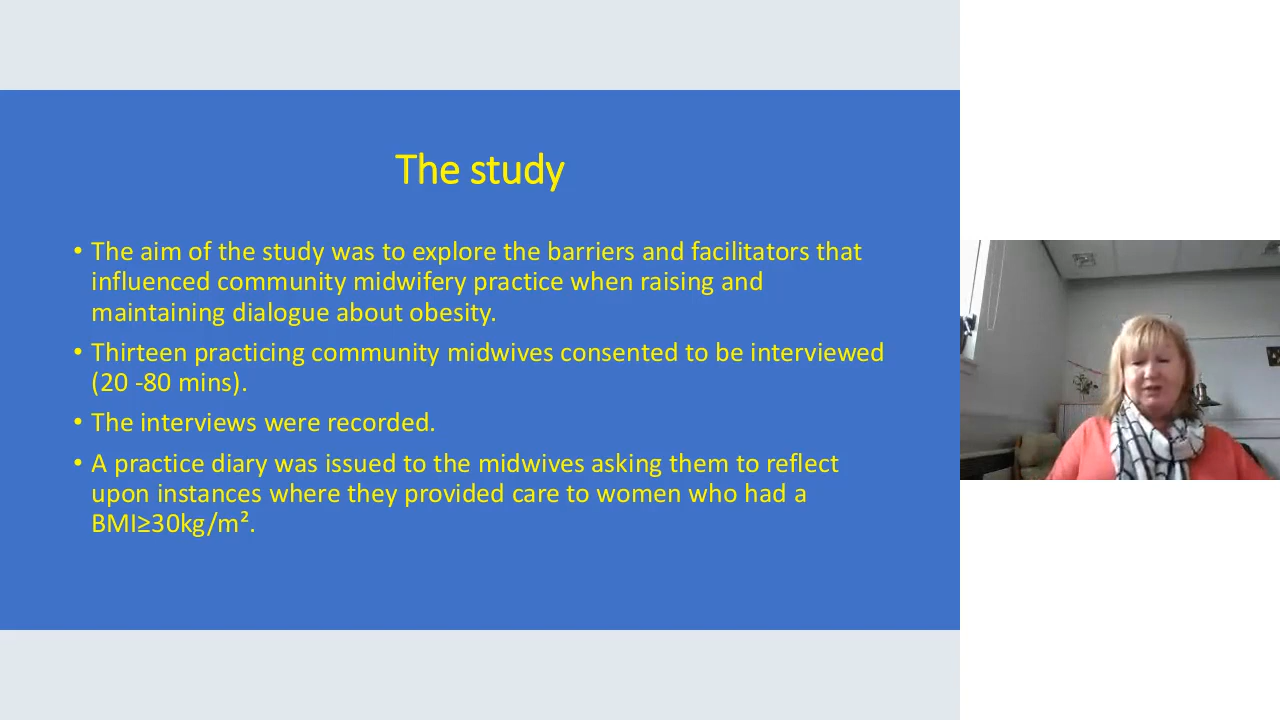 The study
• The aim of the study was to explore the barriers and facilitators that
influenced community midwifery practice when raising and
maintaining dialogue about obesity.
• Thirteen practicing community midwives consented to be interviewed
(20 -80 mins).
• The interviews were recorded.
• A practice diary was issued to the midwives asking them to reflect
upon instances where they provided care to women who had a
BMI≥30kg/m².